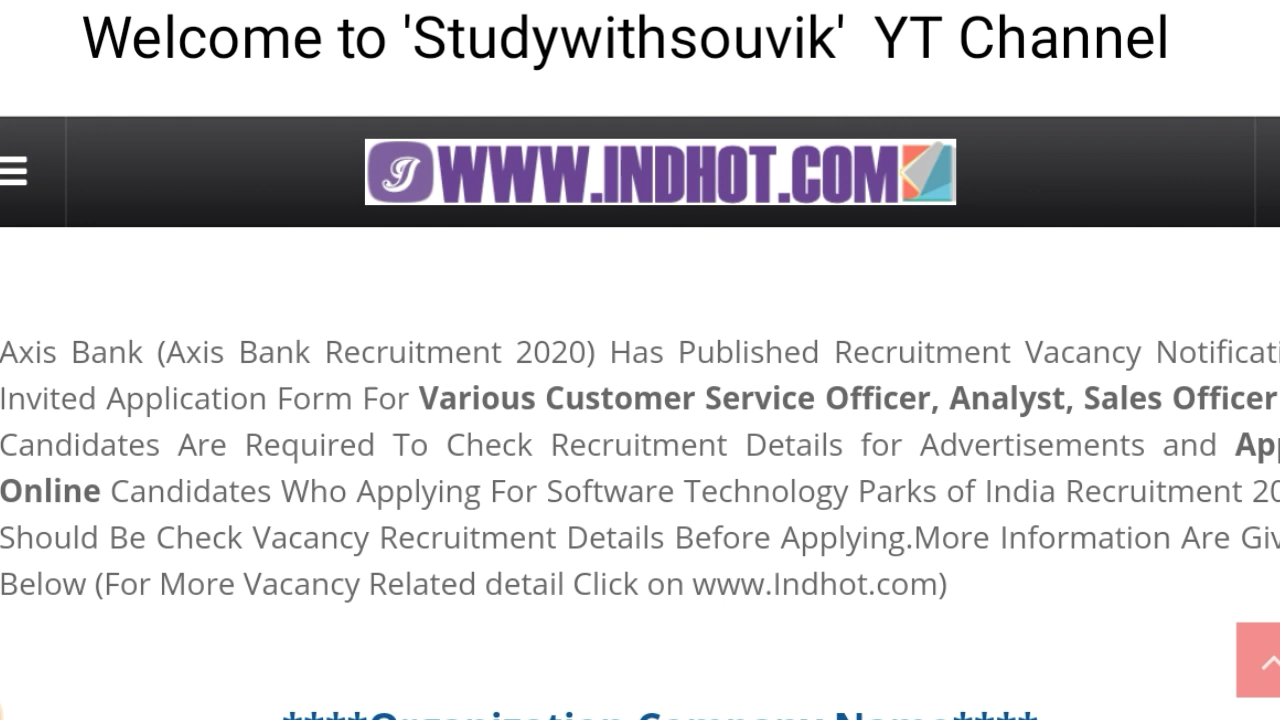 Welcome to 'Studywithsouvik' YT Channel
WWW.INDHOT.COM
Axis Bank (Axis Bank Recruitment 2020) Has Published Recruitment Vacancy Notificati
Invited Application Form For Various Customer Service Officer, Analyst, Sales Officer
Candidates Are Required To Check Recruitment Details for Advertisements and App
Online Candidates Who Applying For Software Technology Parks of India Recruitment 20
Should Be Check Vacancy Recruitment Details Before Applying.More Information Are Giv
Below (For More Vacancy Related detail Click on www.Indhot.com)
****Organization Company Name****